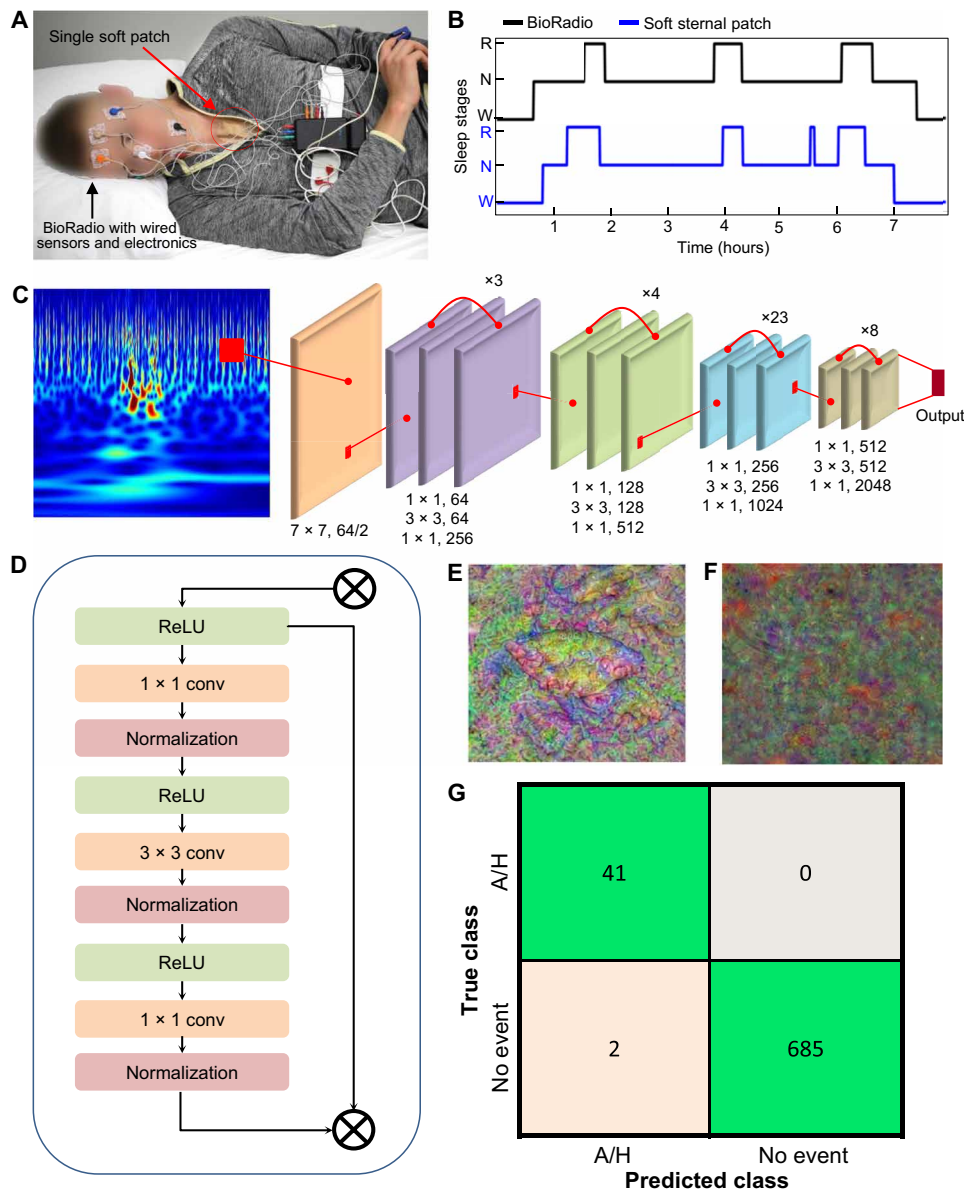 A
Single soft patch
BioRadio with wired
sensors and electronics
B
BioRadio
Soft sternal patch
Sleep stages
R
N
W
R
N
W
1 2 3 4 5 6 7
Time (hours)
C
×3
×4
×23
×8
Output
7 × 7, 64/2
1 × 1, 64
3 × 3, 64
1 × 1, 256
1 × 1, 128
3 × 3, 128
1 × 1, 512
1 × 1, 256
3 × 3, 256
1 × 1, 1024
1 × 1, 512
3 × 3, 512
1 × 1, 2048
D
ReLU
1 × 1 conv
Normalization
ReLU
3 × 3 conv
Normalization
ReLU
1 × 1 conv
Normalization
E
F
G
True class
A/H
No event
41
0
2
685
A/H
No event
Predicted class